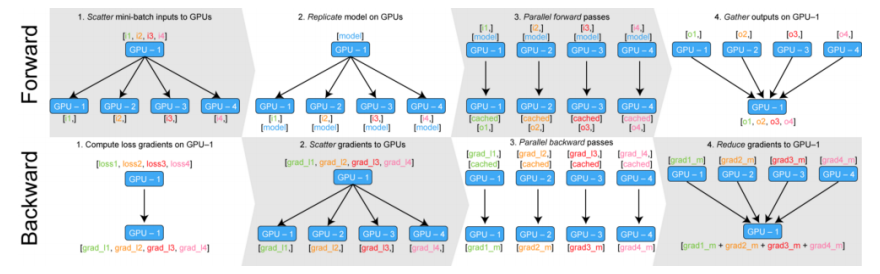 Forward
1. Scatter mini-batch inputs to GPUs
[i1, i2, i3, i4]
GPU – 1
GPU – 1 GPU – 2 GPU – 3 GPU – 4
[i1,] [i2,] [i3,] [i4,]
2. Replicate model on GPUs
[model]
GPU – 1
GPU – 1 GPU – 2 GPU – 3 GPU – 4
[i1,] [i2,] [i3,] [i4,]
[model] [model] [model] [model]
3. Parallel forward passes
[i1,] [i2,] [i3,] [i4,]
[model] [model] [model] [model]
GPU – 1 GPU – 2 GPU – 3 GPU – 4
GPU – 1 GPU – 2 GPU – 3 GPU – 4
[cached] [cached] [cached] [cached]
[o1,] [o2,] [o3,] [o4,]
4. Gather outputs on GPU–1
[o1,] [o2,] [o3,] [o4,]
GPU – 1 GPU – 2 GPU – 3 GPU – 4
GPU – 1
[o1, o2, o3, o4]
Backward
1. Compute loss gradients on GPU–1
[loss1, loss2, loss3, loss4]
GPU – 1
GPU – 1
[grad_l1, grad_l2, grad_l3, grad_l4]
2. Scatter gradients to GPUs
[grad_l1, grad_l2, grad_l3, grad_l4]
GPU – 1
GPU – 1 GPU – 2 GPU – 3 GPU – 4
[grad_l1,] [grad_l2,] [grad_l3,] [grad_l4,]
3. Parallel backward passes
[grad_l1,] [grad_l2,] [grad_l3,] [grad_l4,]
[cached] [cached] [cached] [cached]
GPU – 1 GPU – 2 GPU – 3 GPU – 4
GPU – 1 GPU – 2 GPU – 3 GPU – 4
[grad1_m] [grad2_m] [grad3_m] [grad4_m]
4. Reduce gradients to GPU–1
[grad1_m] [grad2_m] [grad3_m] [grad4_m]
GPU – 1 GPU – 2 GPU – 3 GPU – 4
GPU – 1
[grad1_m + grad2_m + grad3_m + grad4_m]